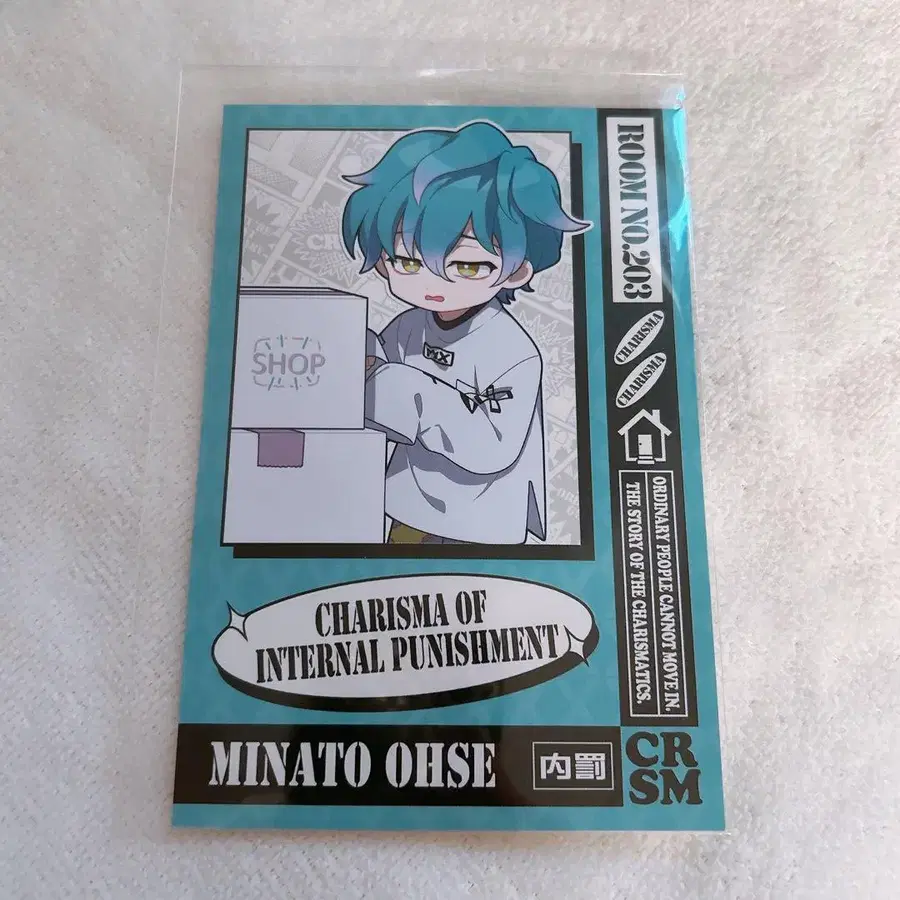 ROOM NO.203
CHARISMA
CHARISMA
SHOP
MIX
ORDINARY PEOPLE CANNOT MOVE IN.
THE STORY OF THE CHARISMATICS.
CHARISMA OF
INTERNAL PUNISHMENT
MINATO OHSE
内罰
CR
SM